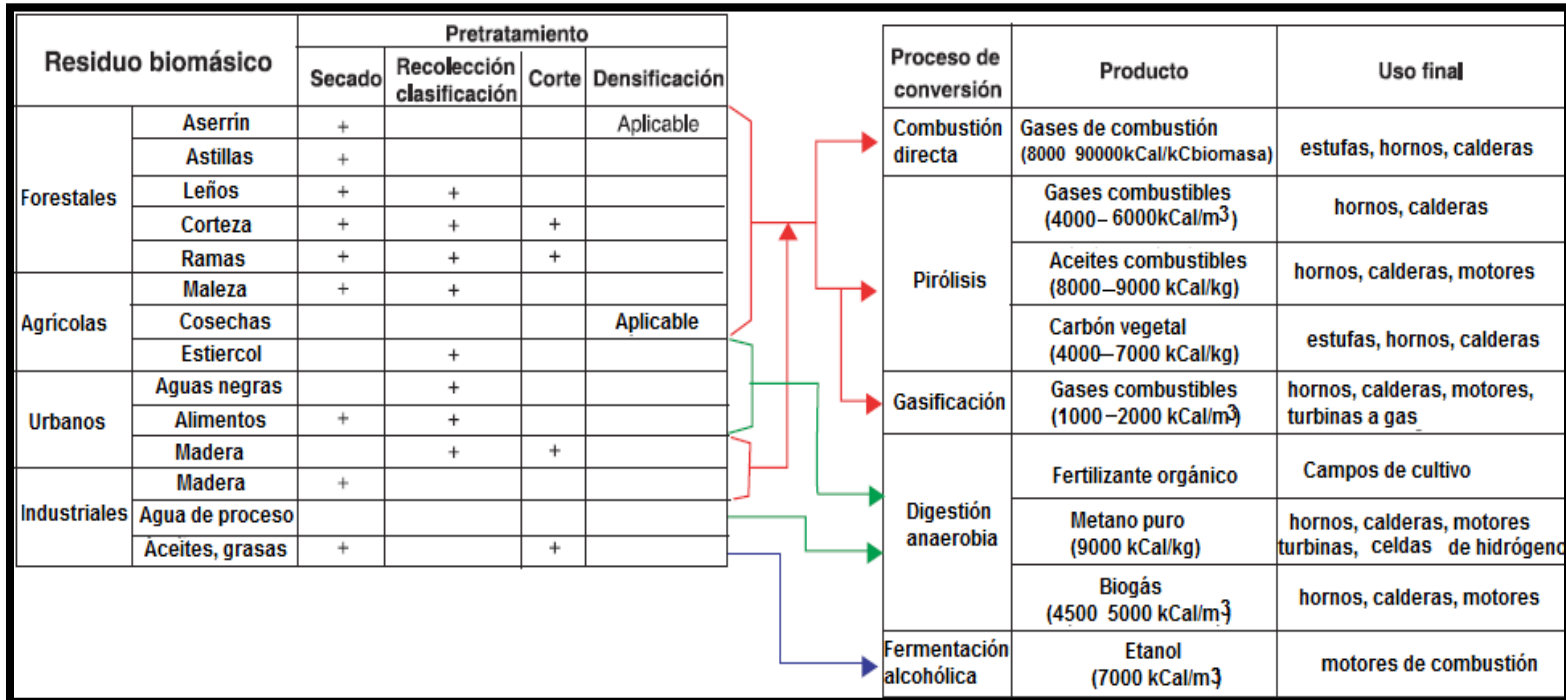 Residuo biomásico
Pretratamiento
Secado
Recolección
clasificación
Corte
Densificación
Forestales
Aserrín + Aplicable
Astillas +
Leños + +
Corteza + + +
Ramas + + +
Agrícolas
Maleza + +
Cosechas Aplicable
Estiercol +
Urbanos
Aguas negras +
Alimentos + +
Madera + +
Industriales
Madera +
Agua de proceso
Aceites, grasas + +
Proceso de
conversión
Producto
Uso final
Combustión
directa
Gases de combustión
(8000 90000kCal/kCbiomasa)
estufas, hornos, calderas
Pirólisis
Gases combustibles
(4000– 6000kCal/m3)
hornos, calderas
Aceites combustibles
(8000–9000 kCal/kg)
hornos, calderas, motores
Carbón vegetal
(4000–7000 kCal/kg)
estufas, hornos, calderas
Gasificación
Gases combustibles
(1000–2000 kCal/m3)
hornos, calderas, motores,
turbinas a gas
Digestión
anaerobia
Fertilizante orgánico
Campos de cultivo
Metano puro
(9000 kCal/kg)
hornos, calderas, motores
turbinas, celdas de hidrógeno
Biogás
(4500 5000 kCal/m3)
hornos, calderas, motores
Fermentación
alcohólica
Etanol
(7000 kCal/m3)
motores de combustión